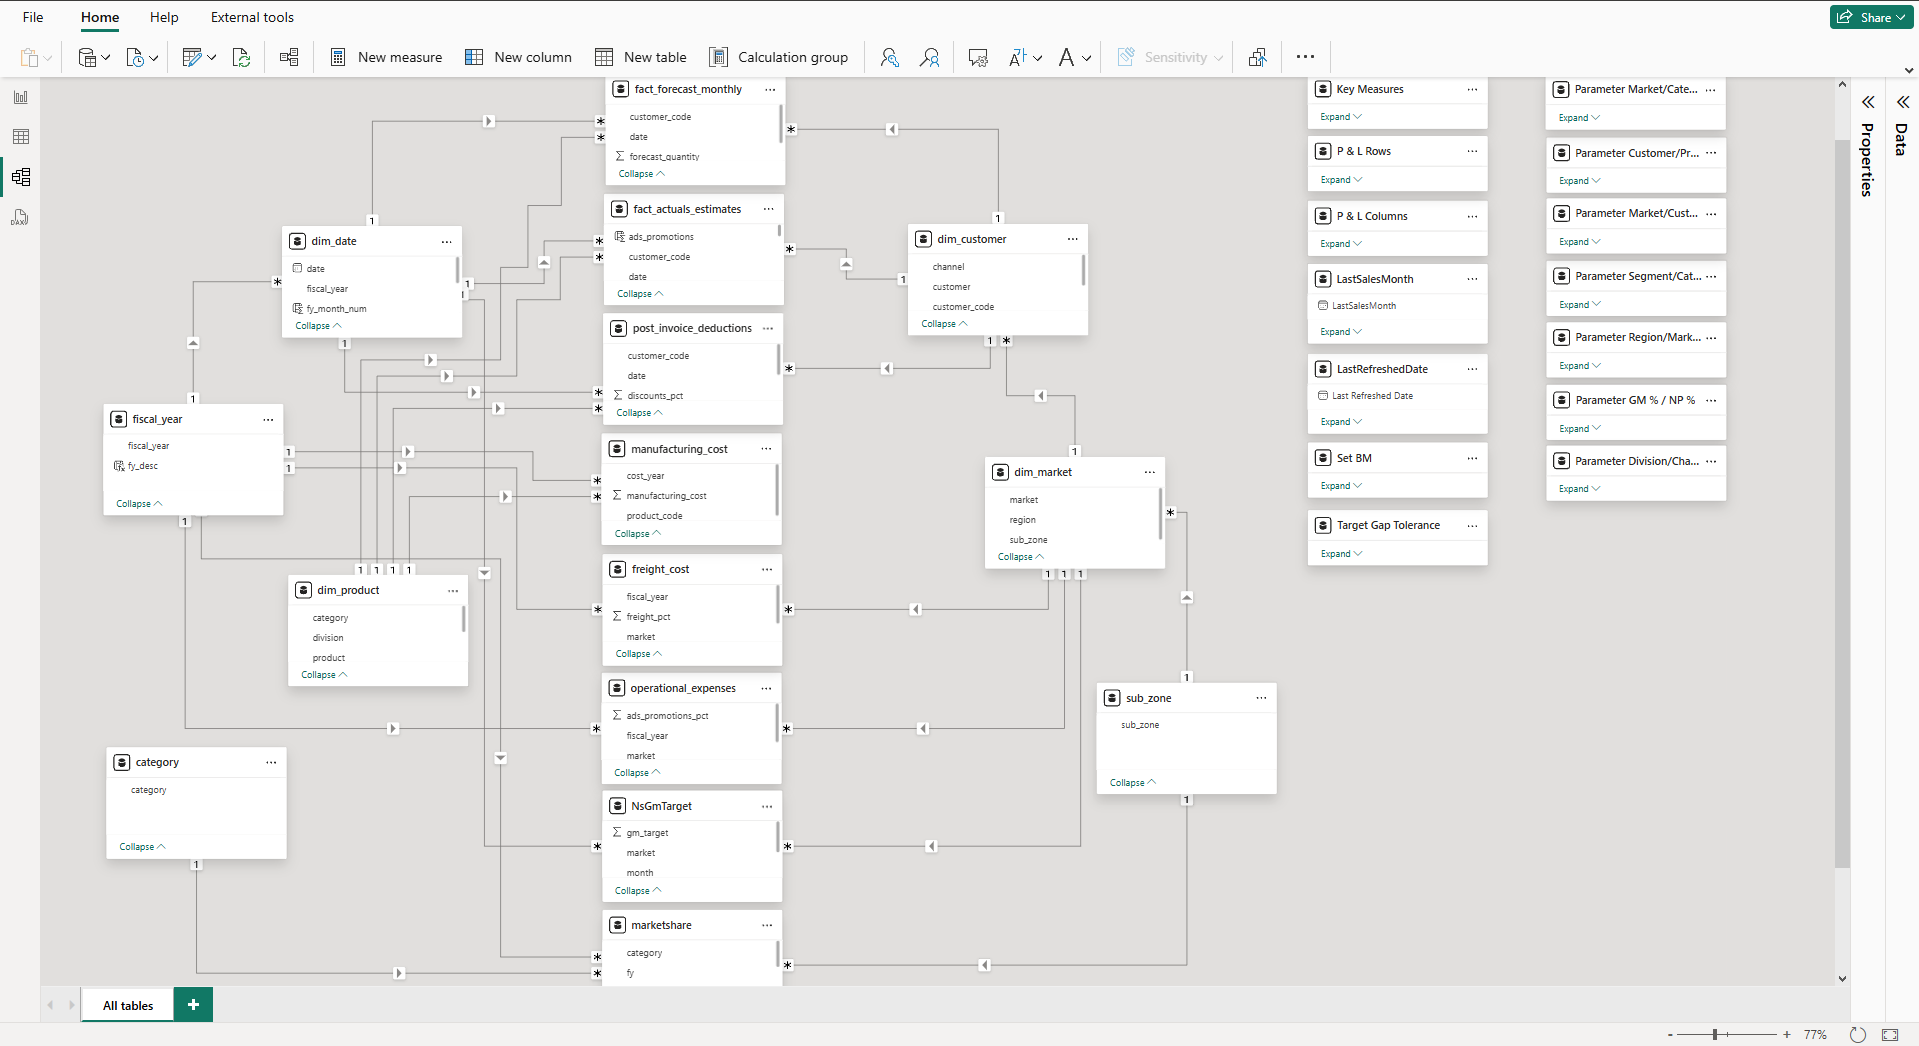 File Home Help External tools
Share
New measure New column New table Calculation group Sensitivity
fact_forecast_monthly
customer_code
date
forecast_quantity
Collapse
fact_actuals_estimates
ads_promotions
customer_code
date
Collapse
post_invoice_deductions
customer_code
date
discounts_pct
Collapse
manufacturing_cost
cost_year
manufacturing_cost
product_code
Collapse
freight_cost
fiscal_year
freight_pct
market
Collapse
operational_expenses
ads_promotions_pct
fiscal_year
market
Collapse
NsGmTarget
gm_target
market
month
Collapse
marketshare
category
fy
dim_date
date
fiscal_year
fy_month_num
Collapse
fiscal_year
fiscal_year
fy_desc
Collapse
dim_product
category
division
product
Collapse
category
category
Collapse
dim_customer
channel
customer
customer_code
Collapse
dim_market
market
region
sub_zone
Collapse
sub_zone
sub_zone
Collapse
Key Measures
Expand
P & L Rows
Expand
P & L Columns
Expand
LastSalesMonth
LastSalesMonth
Expand
LastRefreshedDate
Last Refreshed Date
Expand
Set BM
Expand
Target Gap Tolerance
Expand
Parameter Market/Cate...
Expand
Parameter Customer/Pr...
Expand
Parameter Market/Cust...
Expand
Parameter Segment/Cat...
Expand
Parameter Region/Mark...
Expand
Parameter GM % / NP %
Expand
Parameter Division/Cha...
Expand
Properties
Data
All tables
77%